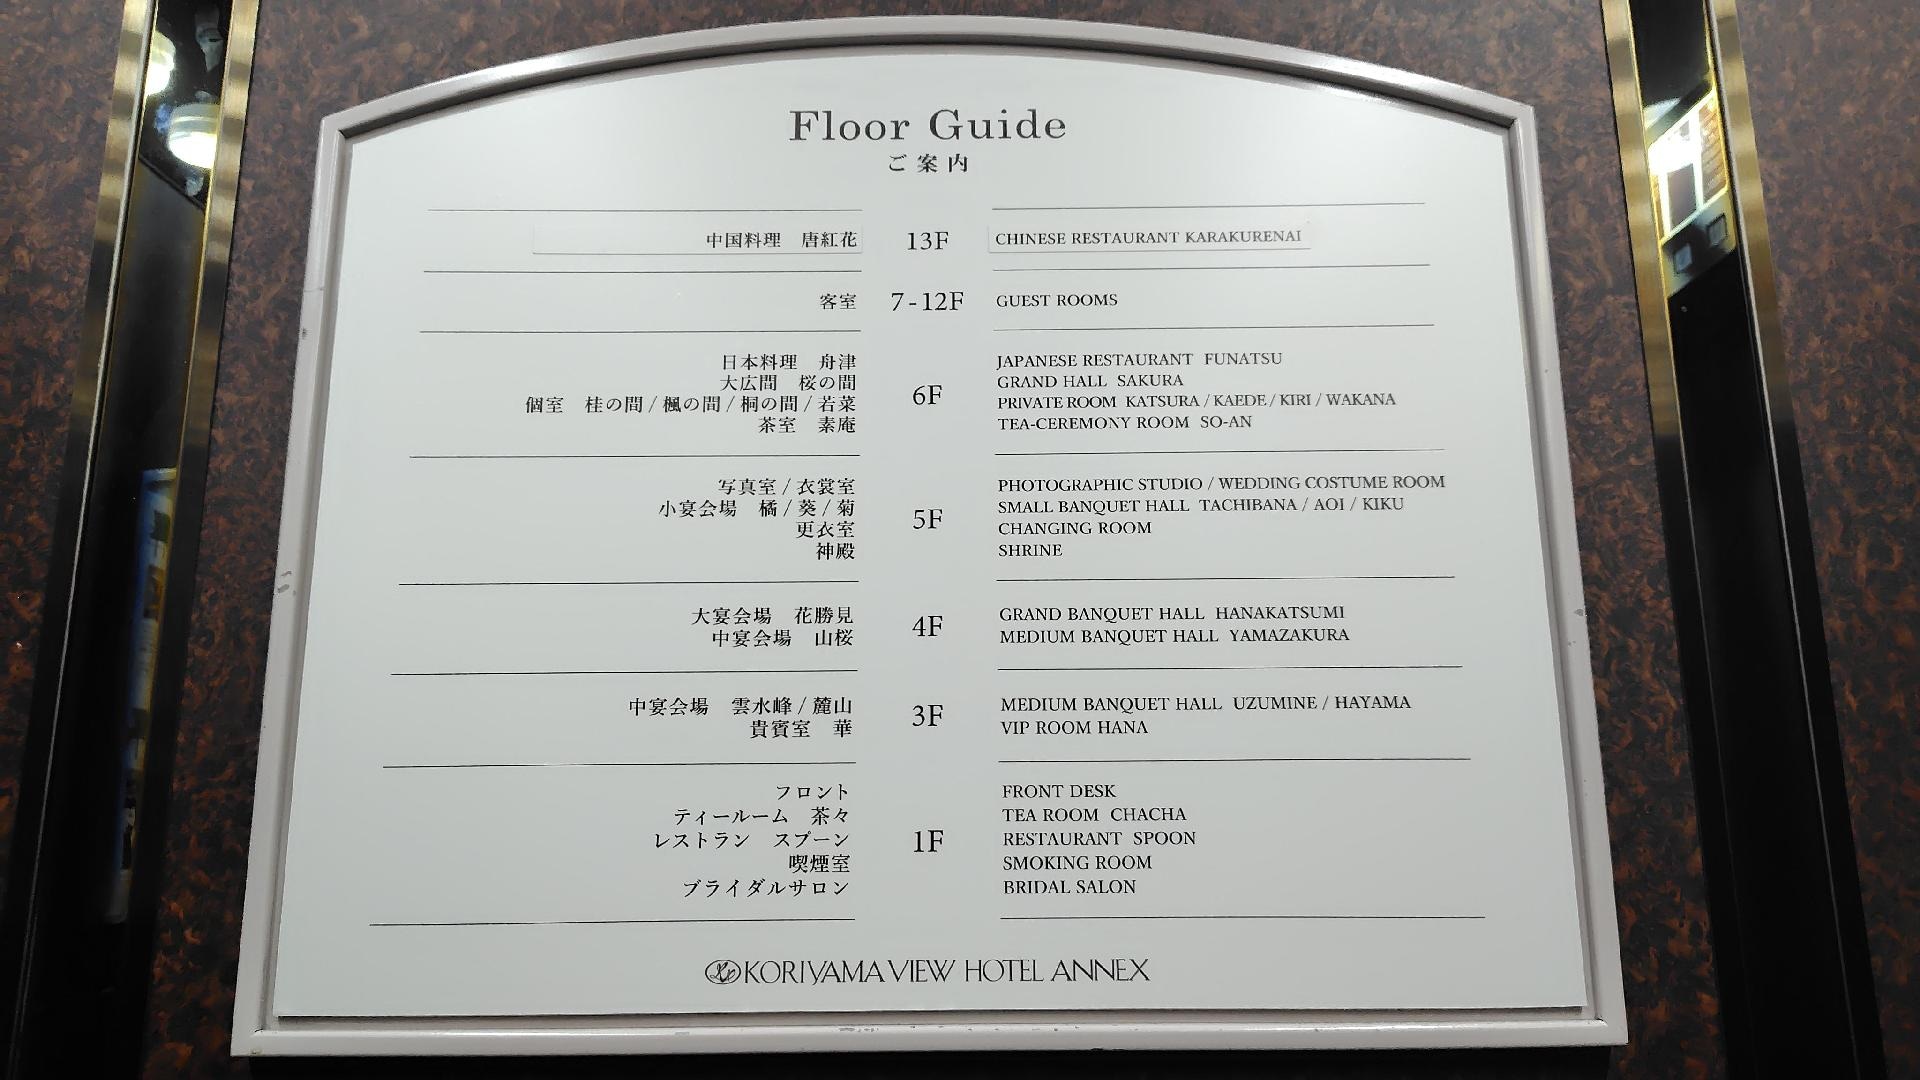 Floor Guide
ご案内
中国料理 唐紅花 13F CHINESE RESTAURANT KARAKURENAI
客室 7-12F GUEST ROOMS
日本料理 舟津 JAPANESE RESTAURANT FUNATSU
大広間 桜の間 GRAND HALL SAKURA
6F
個室 桂の間/楓の間/桐の間/若菜 PRIVATE ROOM KATSURA / KAEDE / KIRI / WAKANA
茶室 素庵 TEA-CEREMONY ROOM SO-AN
写真室/衣裳室 PHOTOGRAPHIC STUDIO / WEDDING COSTUME ROOM
小宴会場 橘/葵/菊 SMALL BANQUET HALL TACHIBANA / AOI / KIKU
5F
更衣室 CHANGING ROOM
神殿 SHRINE
大宴会場 花勝見 GRAND BANQUET HALL HANAKATSUMI
4F
中宴会場 山桜 MEDIUM BANQUET HALL YAMAZAKURA
中宴会場 雲水峰/麓山 MEDIUM BANQUET HALL UZUMINE / HAYAMA
3F
貴賓室 華 VIP ROOM HANA
フロント FRONT DESK
ティールーム 茶々 TEA ROOM CHACHA
レストラン スプーン 1F RESTAURANT SPOON
喫煙室 SMOKING ROOM
ブライダルサロン BRIDAL SALON
KORIYAMA VIEW HOTEL ANNEX